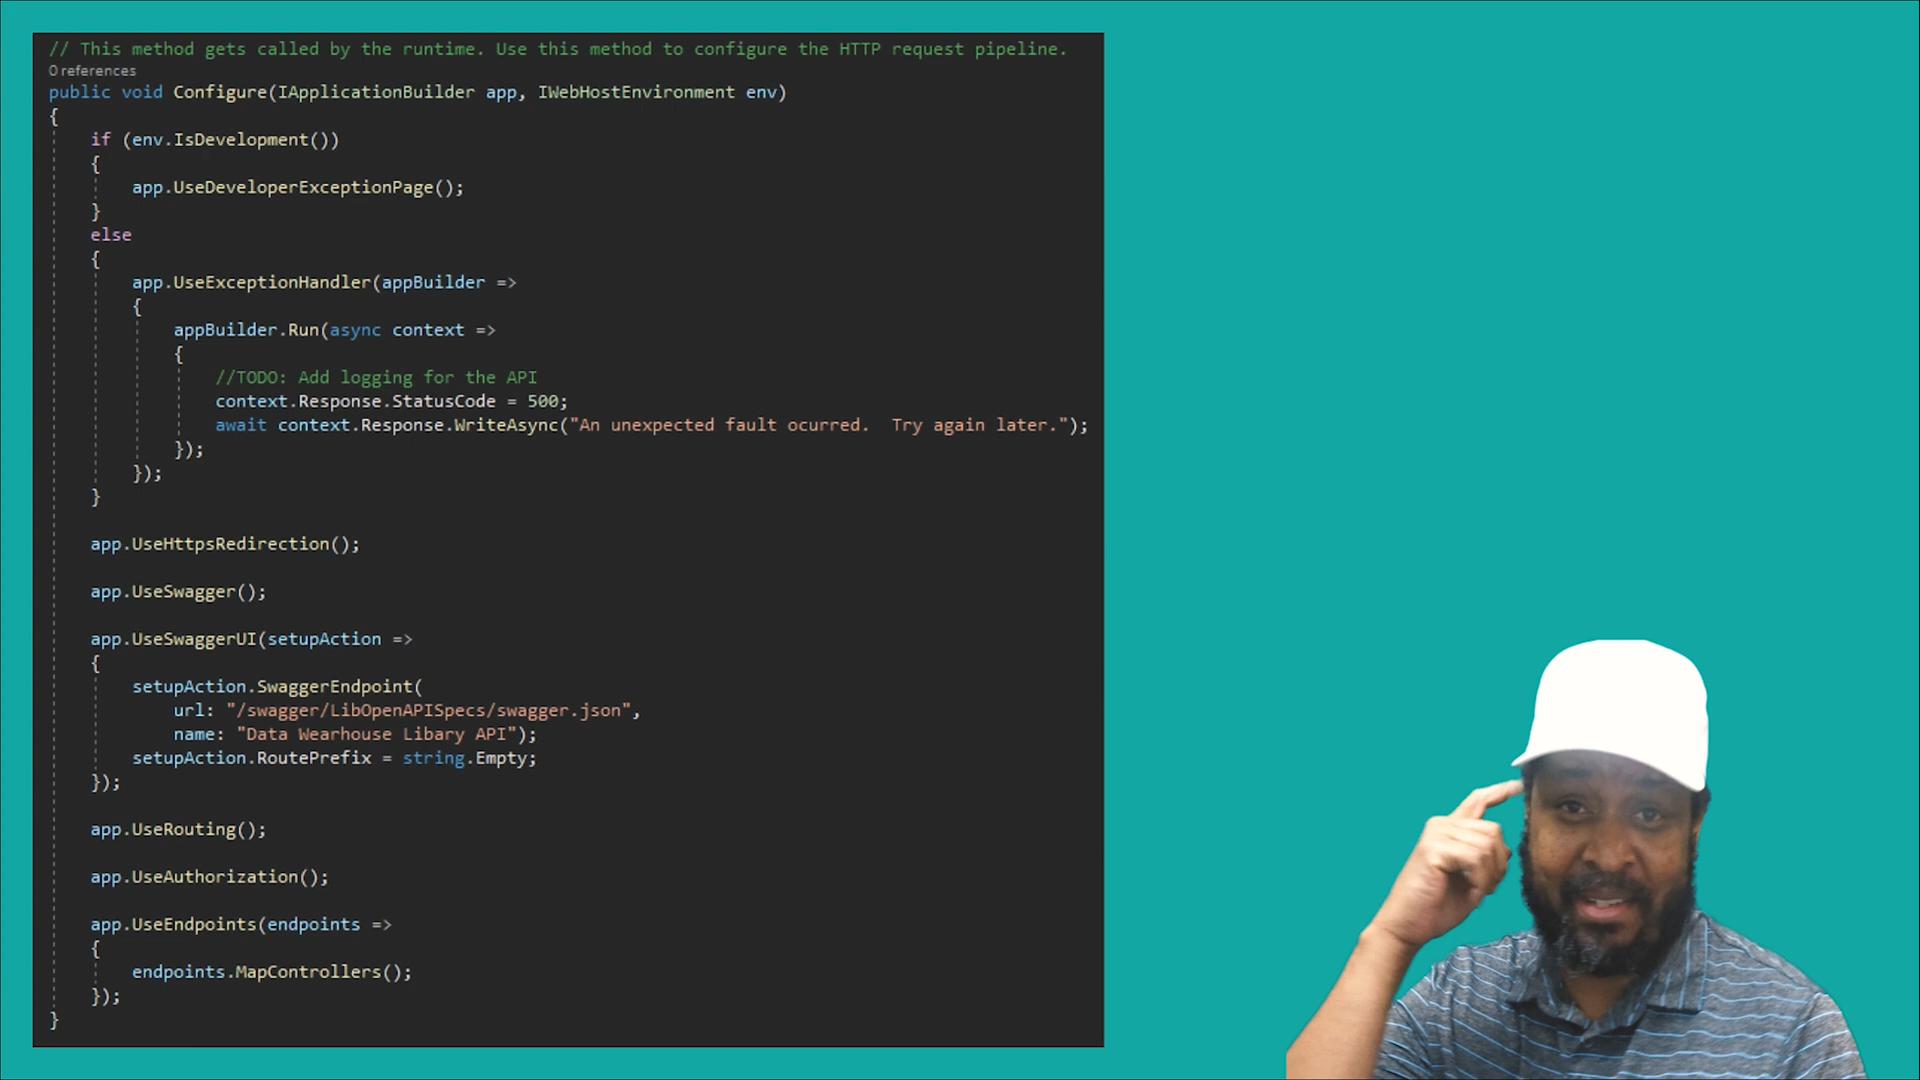 // This method gets called by the runtime. Use this method to configure the HTTP request pipeline.
0 references
public void Configure(IApplicationBuilder app, IWebHostEnvironment env)
{
if (env.IsDevelopment())
{
app.UseDeveloperExceptionPage();
}
else
{
app.UseExceptionHandler(appBuilder =>
{
appBuilder.Run(async context =>
{
//TODO: Add logging for the API
context.Response.StatusCode = 500;
await context.Response.WriteAsync("An unexpected fault ocurred.  Try again later.");
});
});
}
app.UseHttpsRedirection();
app.UseSwagger();
app.UseSwaggerUI(setupAction =>
{
setupAction.SwaggerEndpoint(
url: "/swagger/LibOpenAPISpecs/swagger.json",
name: "Data Wearhouse Libary API");
setupAction.RoutePrefix = string.Empty;
});
app.UseRouting();
app.UseAuthorization();
app.UseEndpoints(endpoints =>
{
endpoints.MapControllers();
});
}